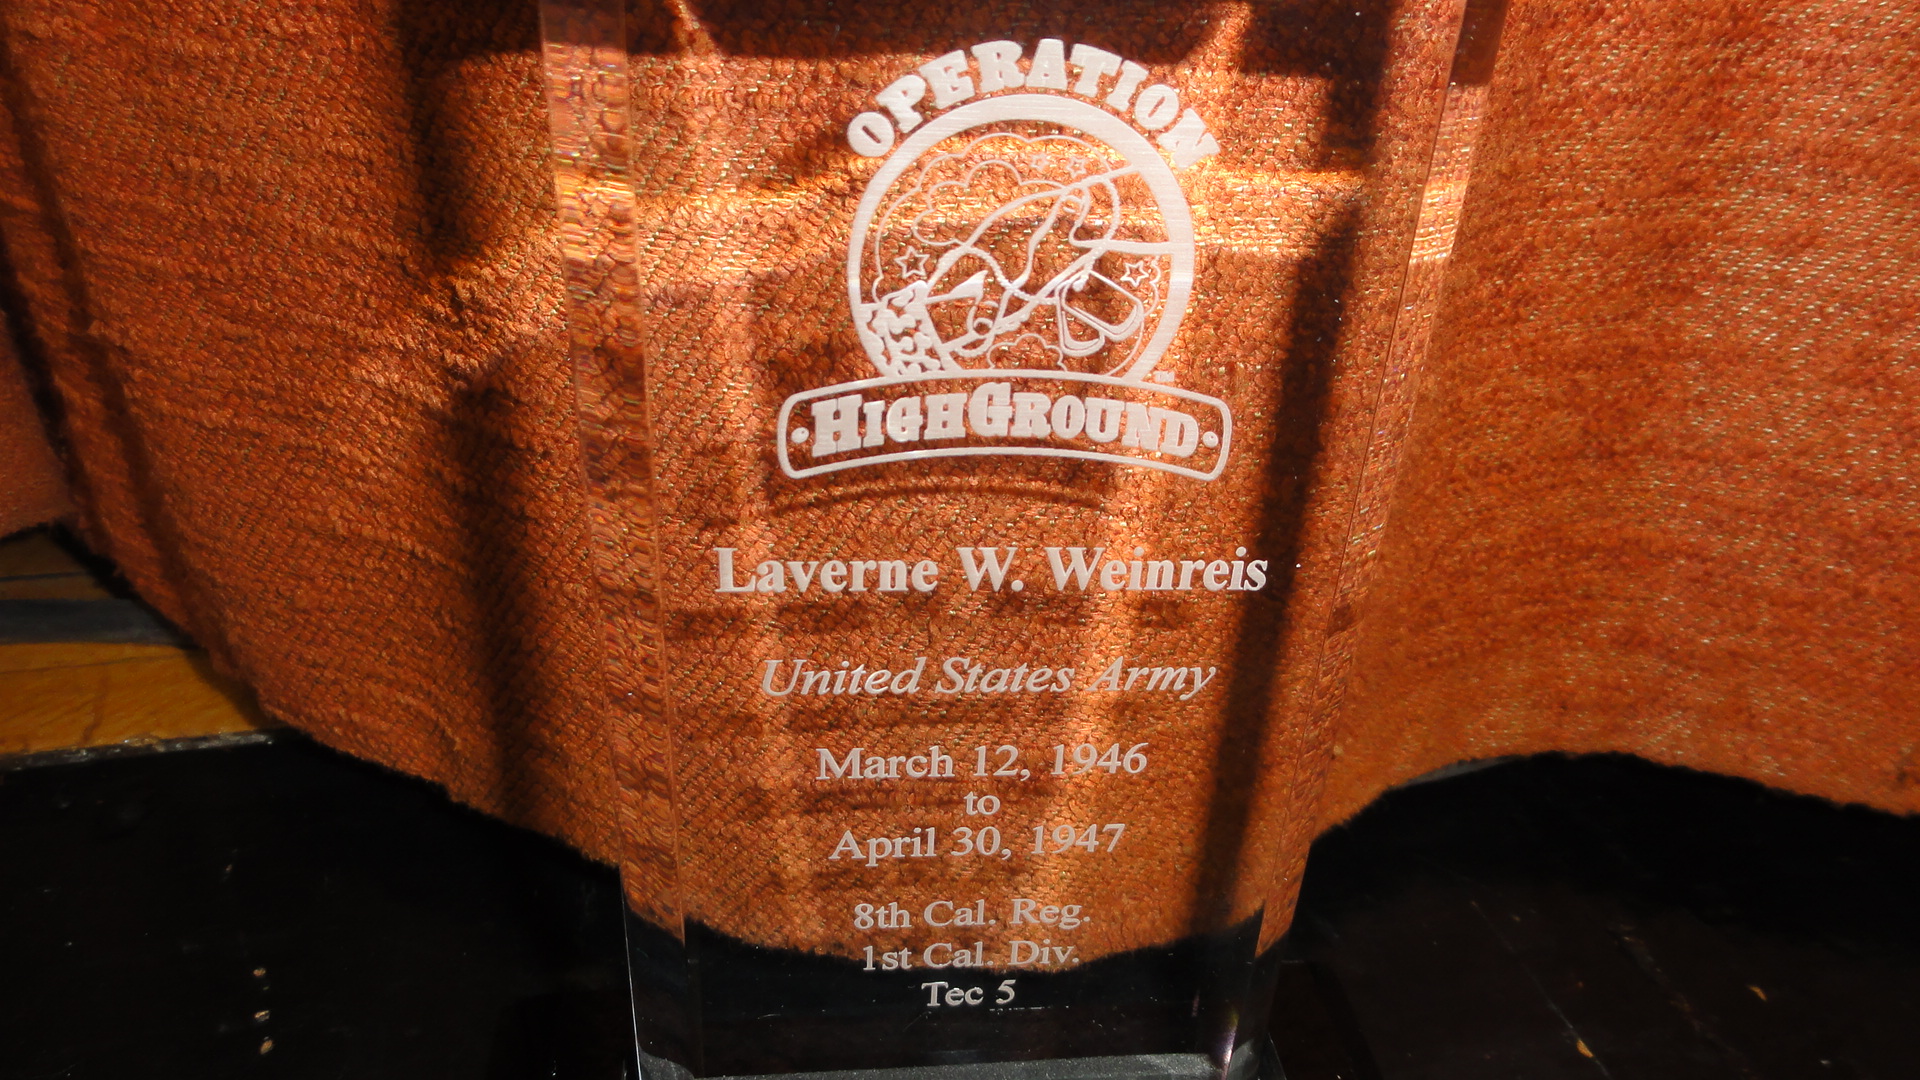 OPERATION
·HIGHGROUND·
Laverne W. Weinreis
United States Army
March 12, 1946
to
April 30, 1947
8th Cal. Reg.
1st Cal. Div.
Tec 5